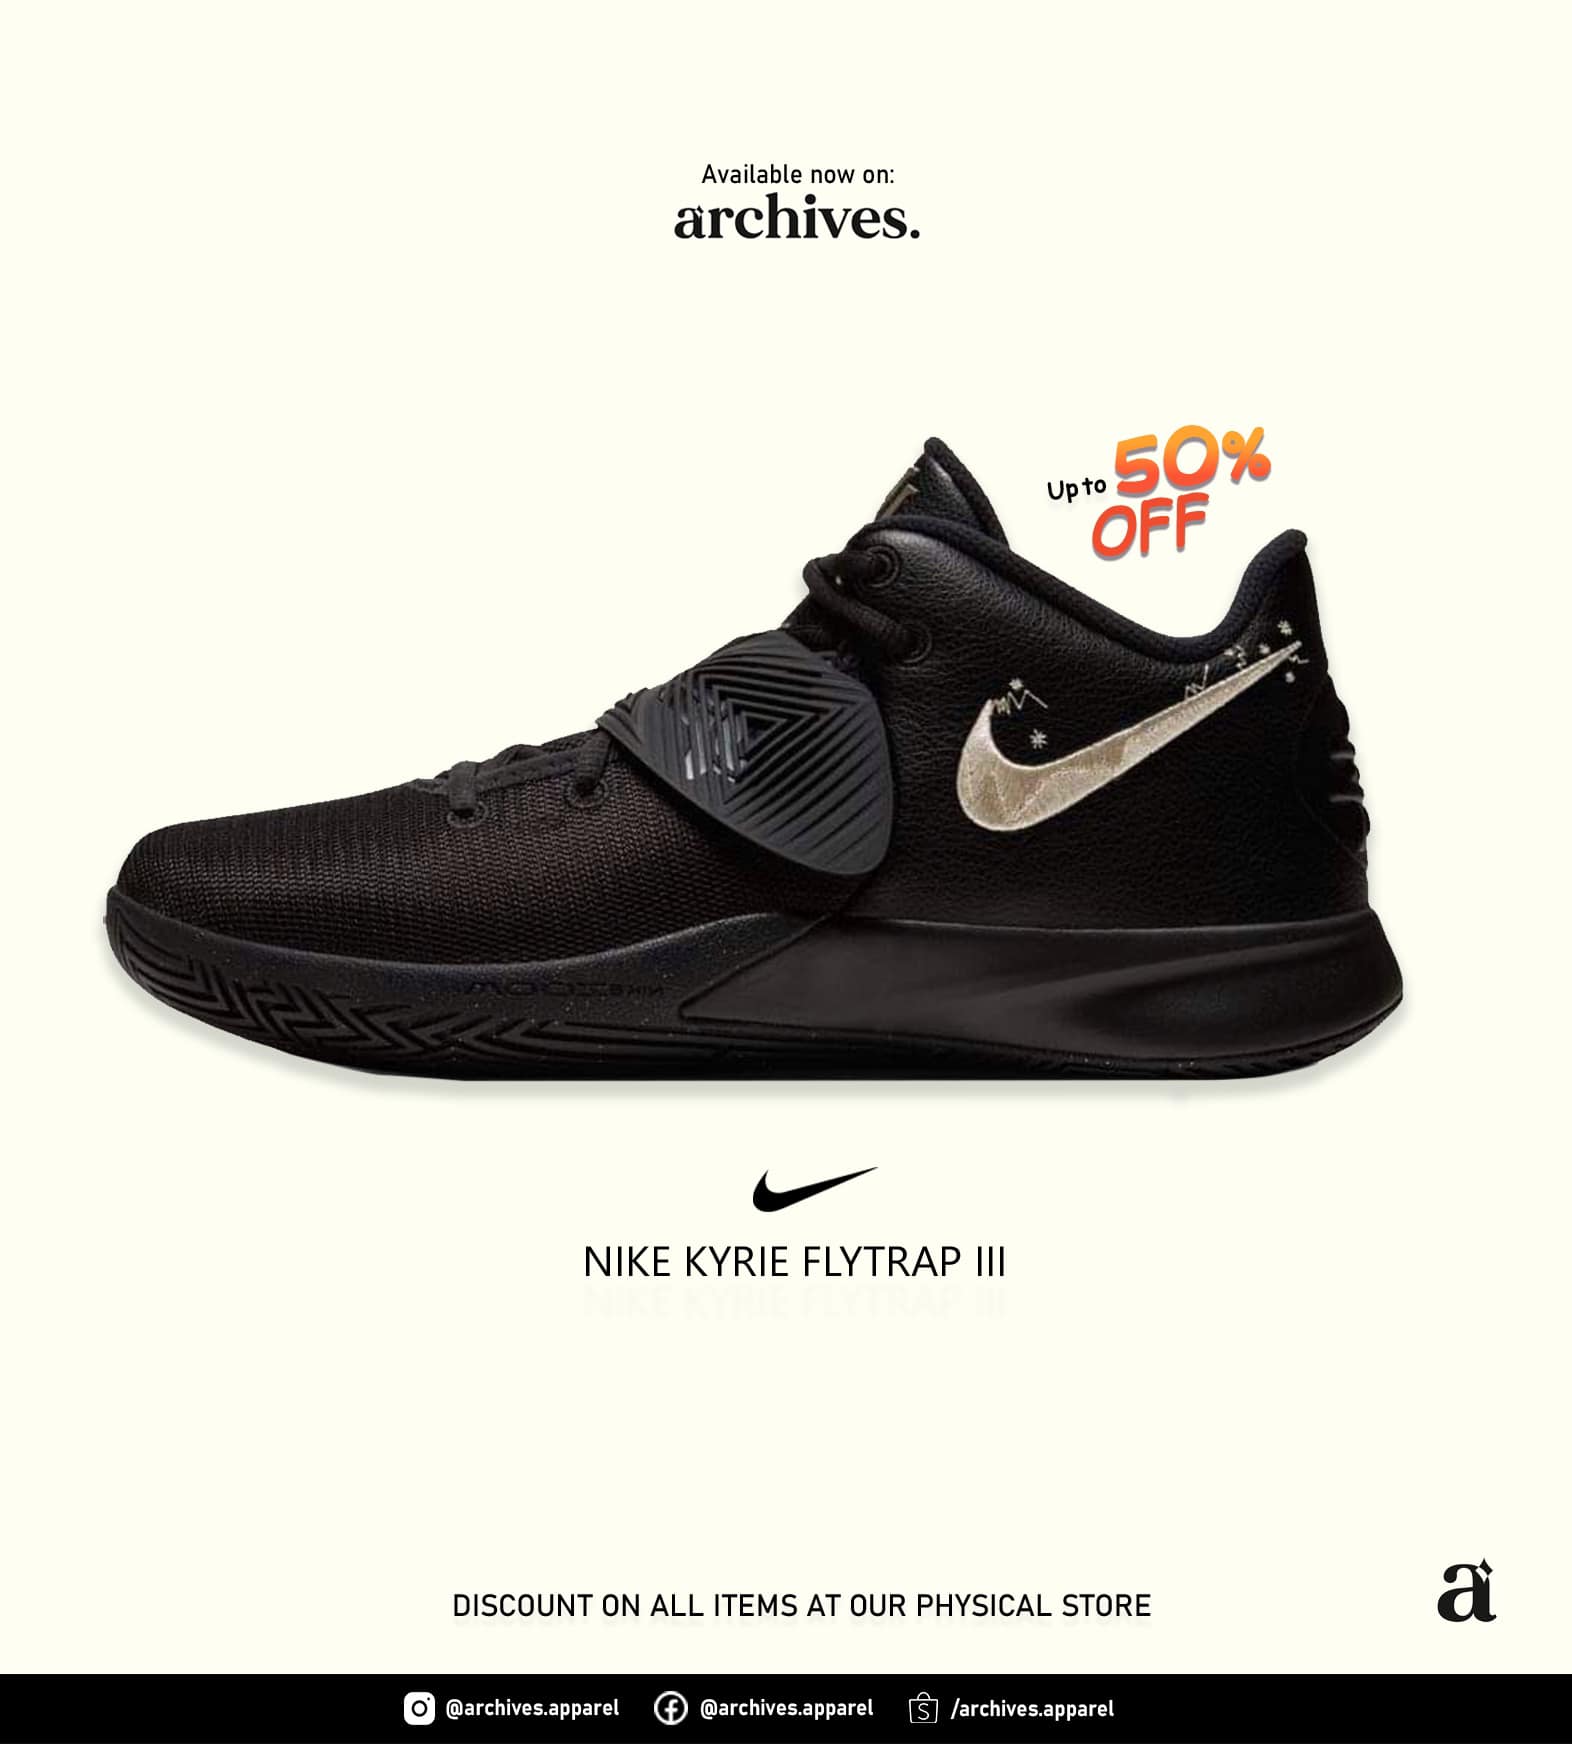 Available now on:
archives.
Up to 50%
OFF
NIKE KYRIE FLYTRAP III
DISCOUNT ON ALL ITEMS AT OUR PHYSICAL STORE
a
@archives.apparel @archives.apparel /archives.apparel